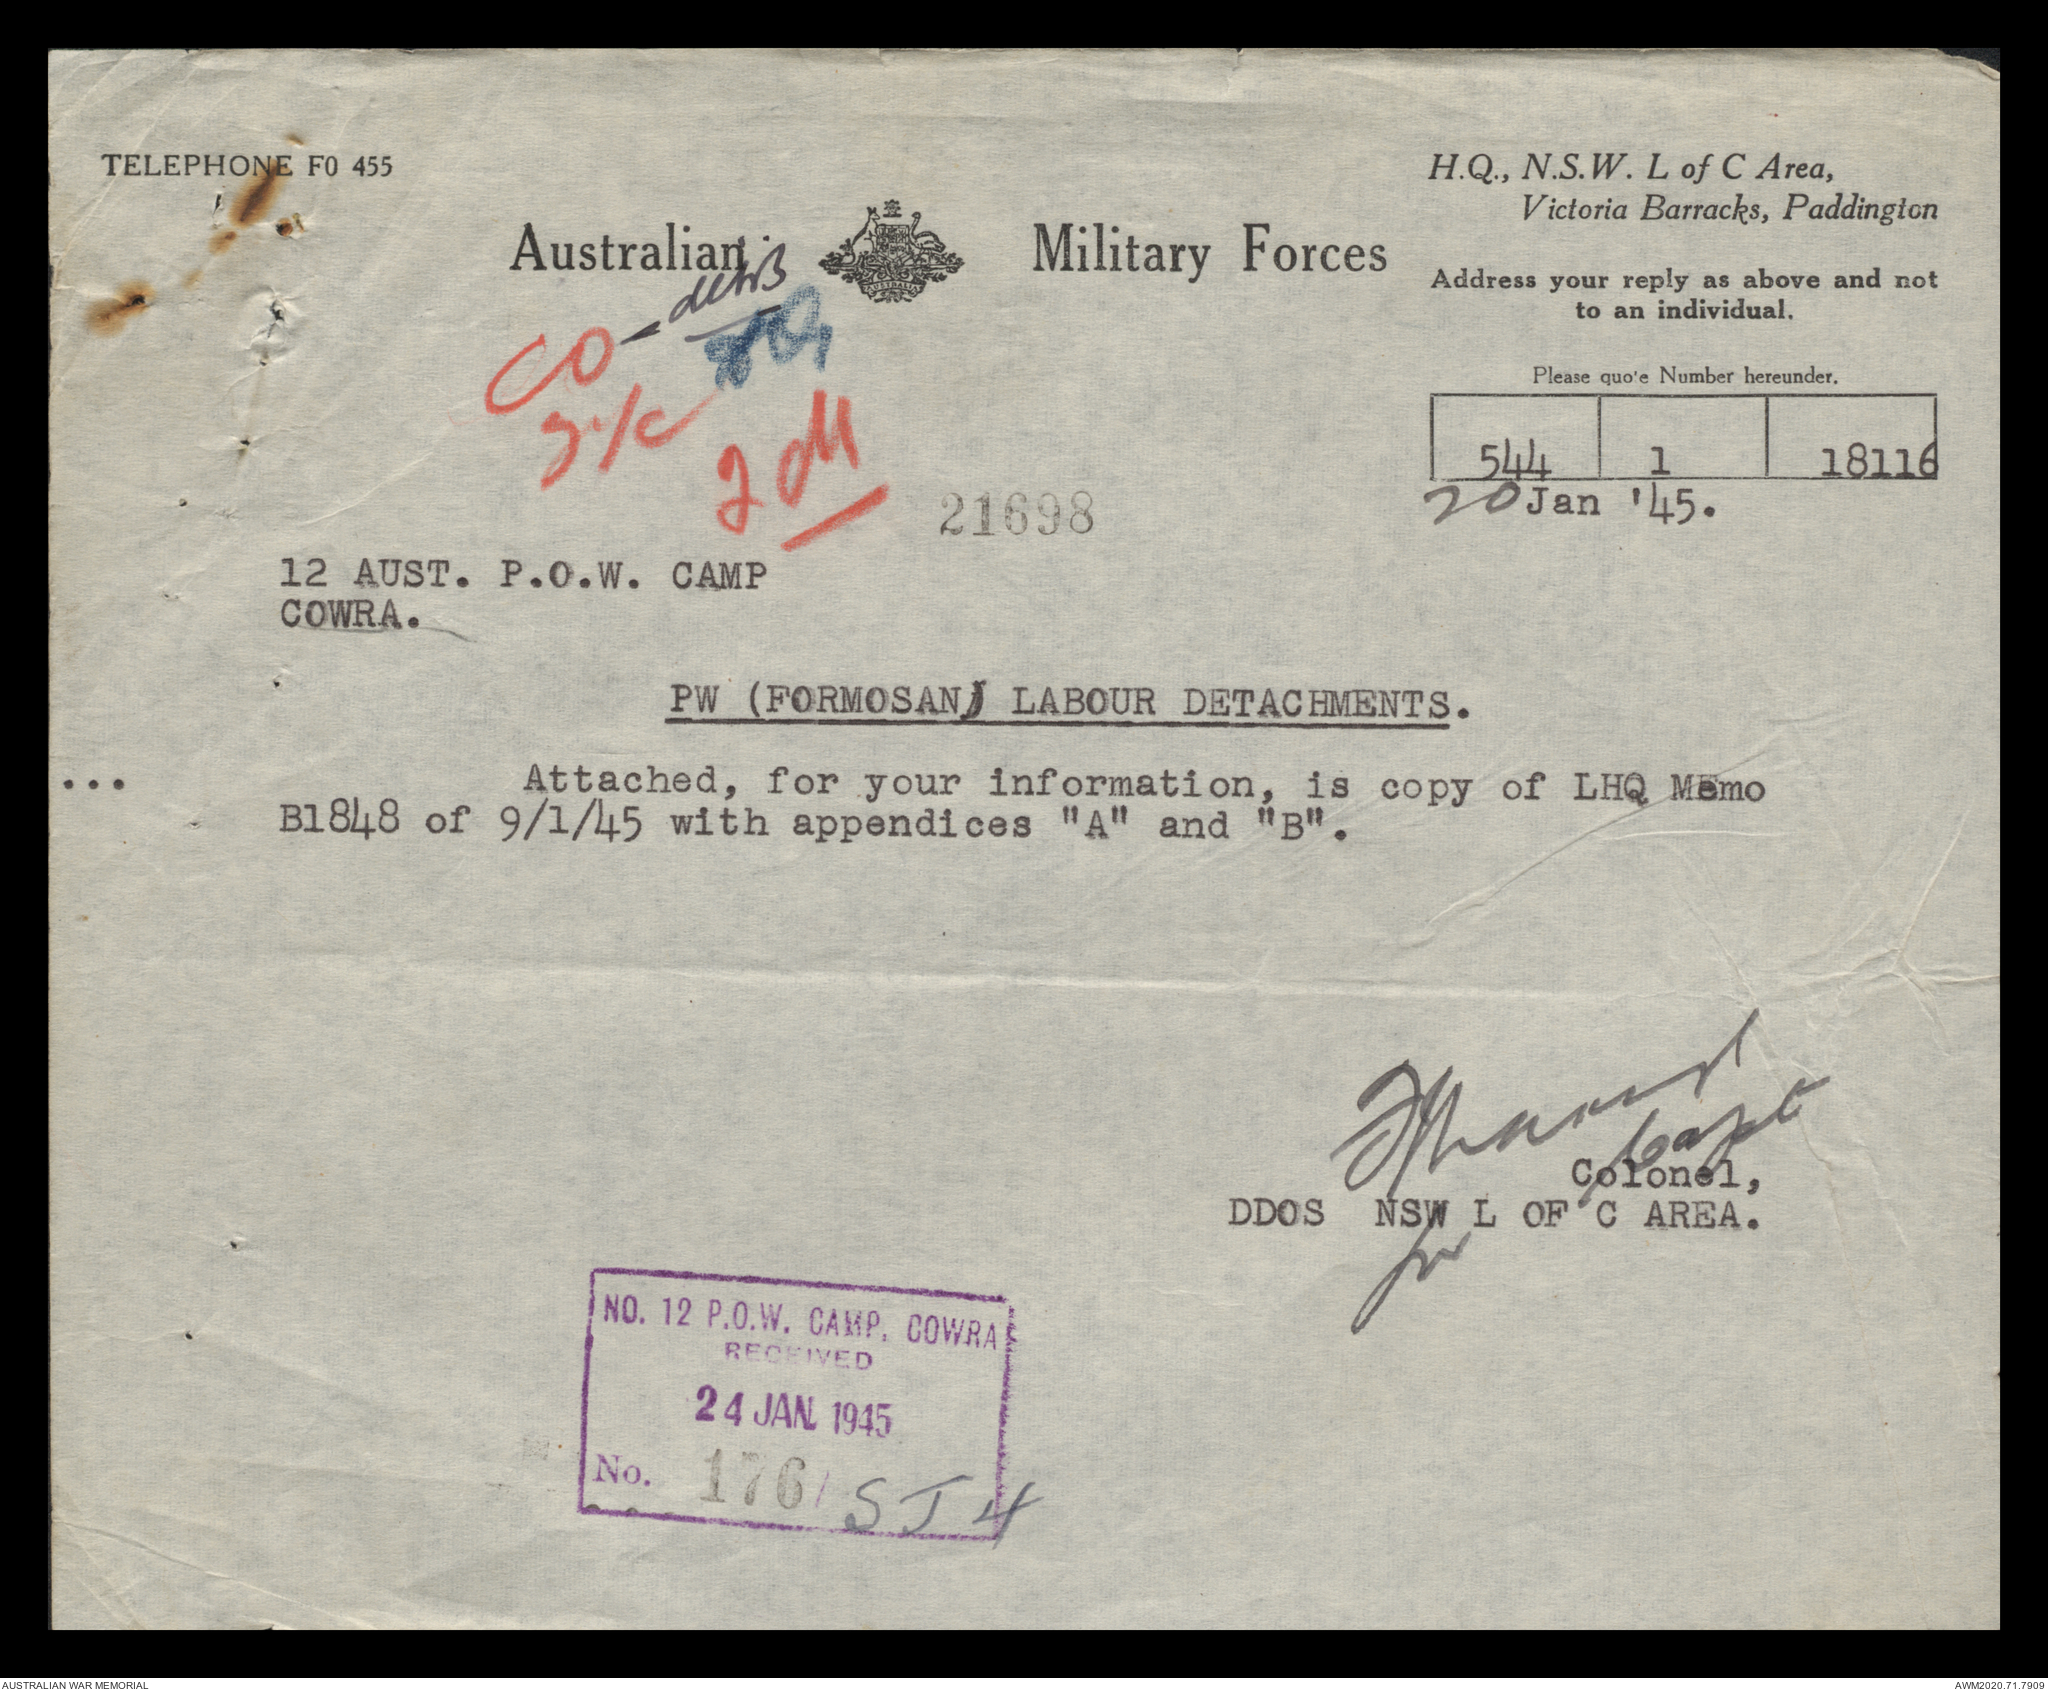 TELEPHONE F0 455
H.Q., N.S.W. L of C Area,
Victoria Barracks, Paddington
Australian Military Forces
AUSTRALIA
Address your reply as above and not
to an individual.
Please quo'e Number hereunder.
544 1 18116
20 Jan '45.
CO
21698
12 AUST. P.O.W. CAMP
COWRA.
PW (FORMOSAN) LABOUR DETACHMENTS.
... Attached, for your information, is copy of LHQ Memo
B1848 of 9/1/45 with appendices "A" and "B".
Capt
Colonel,
DDOS NSW L OF C AREA.
for
NO. 12 P.O.W. CAMP, COWRA
RECEIVED
24 JAN. 1945
No. 176/ SJ4
AUSTRALIAN WAR MEMORIAL
AWM2020.71.7909